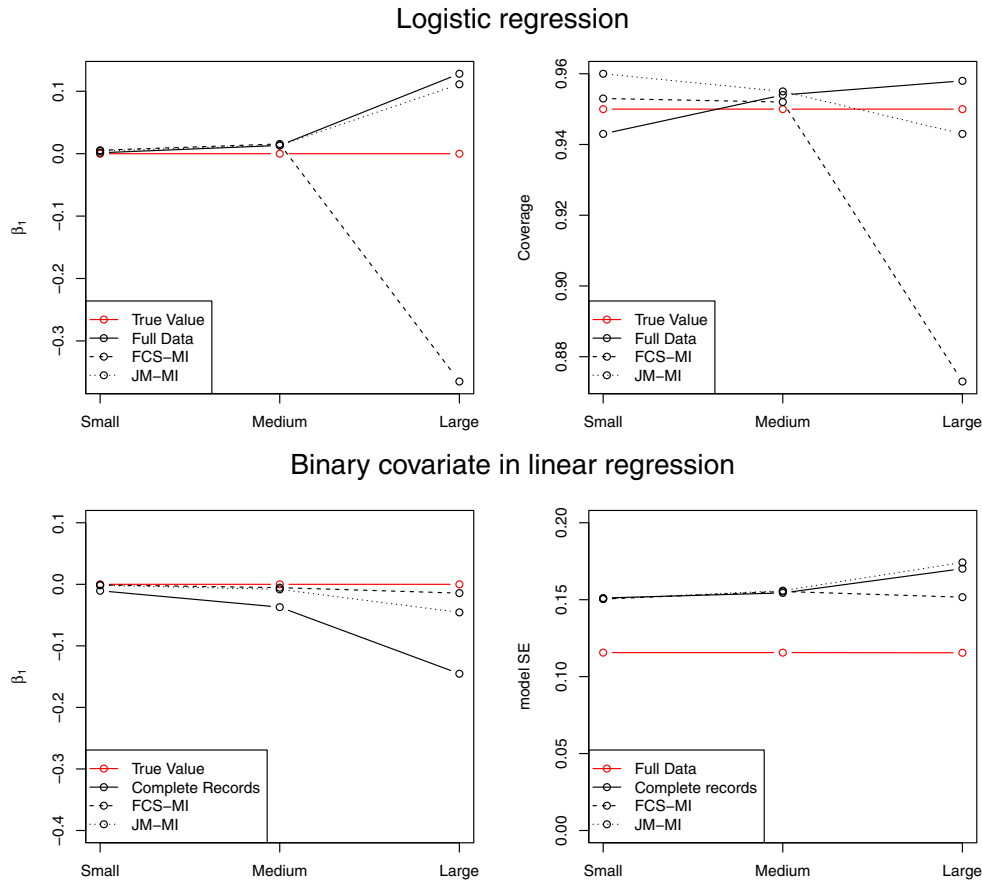 Logistic regression
0.1
0.0
−0.1
−0.2
−0.3
β1
Small
Medium
Large
True Value
Full Data
FCS−MI
JM−MI
0.96
0.94
0.92
0.90
0.88
Coverage
Small
Medium
Large
True Value
Full Data
FCS−MI
JM−MI
Binary covariate in linear regression
0.1
0.0
−0.1
−0.2
−0.3
−0.4
β1
Small
Medium
Large
True Value
Complete Records
FCS−MI
JM−MI
0.20
0.15
0.10
0.05
0.00
model SE
Small
Medium
Large
Full Data
Complete records
FCS−MI
JM−MI